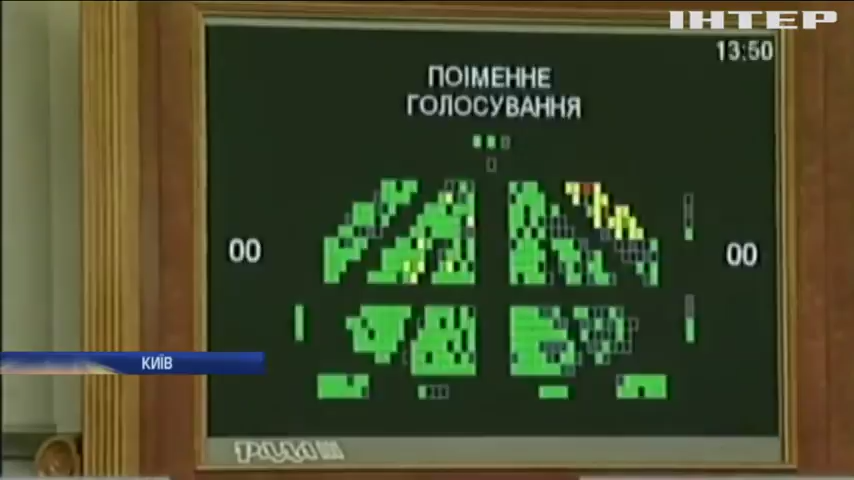 ІНТЕР
13:50
ПОІМЕННЕ
ГОЛОСУВАННЯ
00
00
КИЇВ